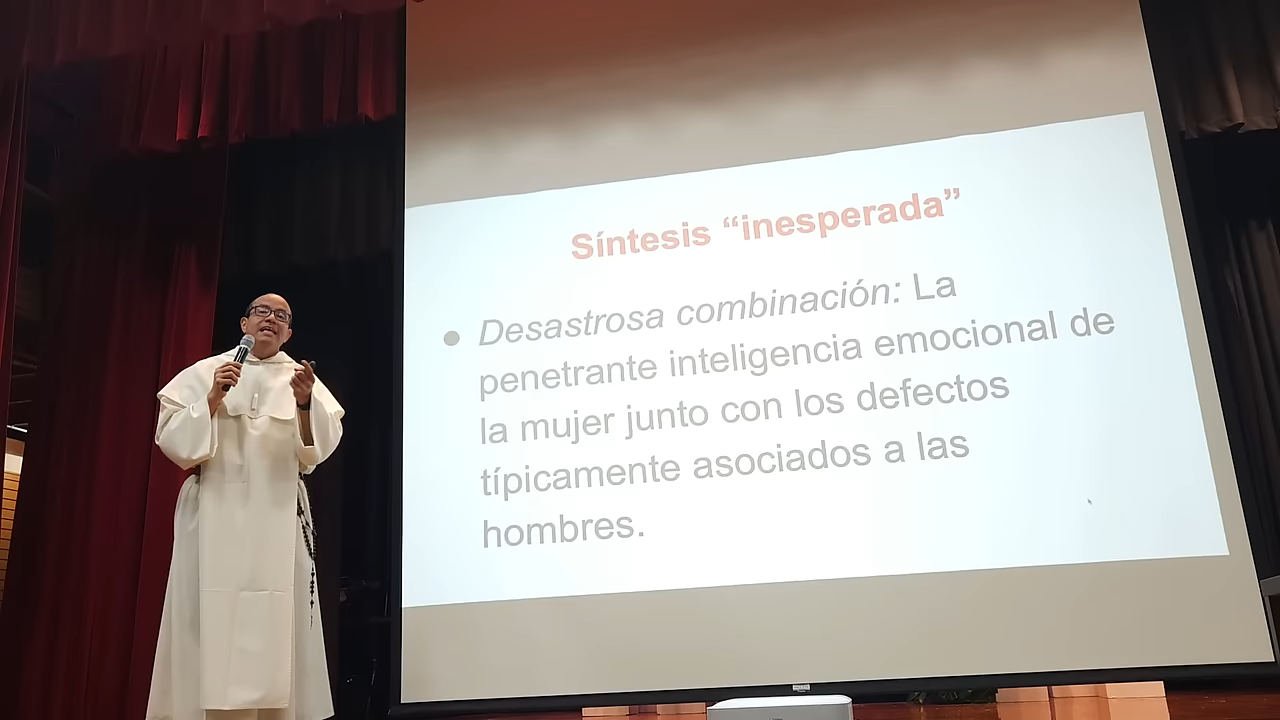 Síntesis “inesperada”
● Desastrosa combinación: La
penetrante inteligencia emocional de
la mujer junto con los defectos
típicamente asociados a las
hombres.